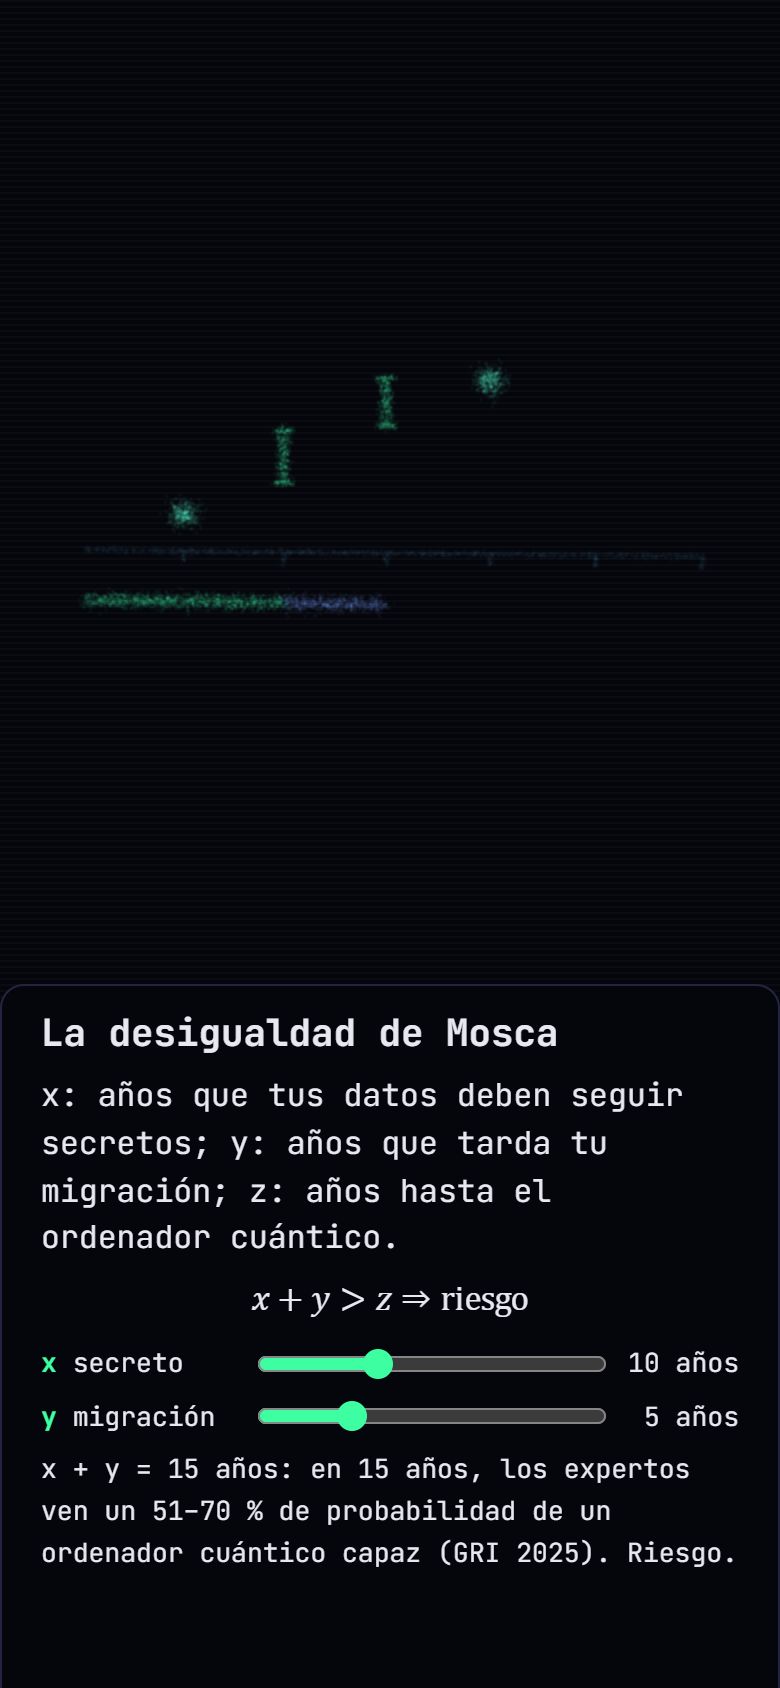 La desigualdad de Mosca
x: años que tus datos deben seguir
secretos; y: años que tarda tu
migración; z: años hasta el
ordenador cuántico.
x + y > z ⇒ riesgo
x secreto 10 años
y migración 5 años
x + y = 15 años: en 15 años, los expertos
ven un 51–70 % de probabilidad de un
ordenador cuántico capaz (GRI 2025). Riesgo.